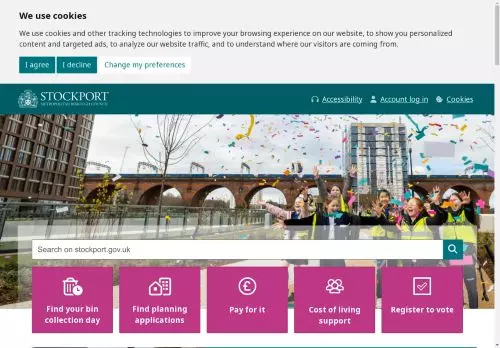 We use cookies
We use cookies and other tracking technologies to improve your browsing experience on our website, to show you personalized
content and targeted ads, to analyze our website traffic, and to understand where our visitors are coming from.
I agree
I decline
Change my preferences
STOCKPORT
METROPOLITAN BOROUGH COUNCIL
Accessibility
Account log in
Cookies
Search on stockport.gov.uk
Find your bin
collection day
Find planning
applications
Pay for it
Cost of living
support
Register to vote